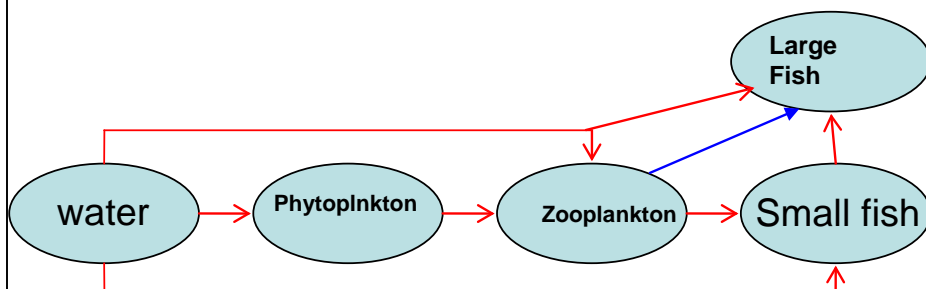 Large
Fish
water
Phytoplnkton
Zooplankton
Small fish